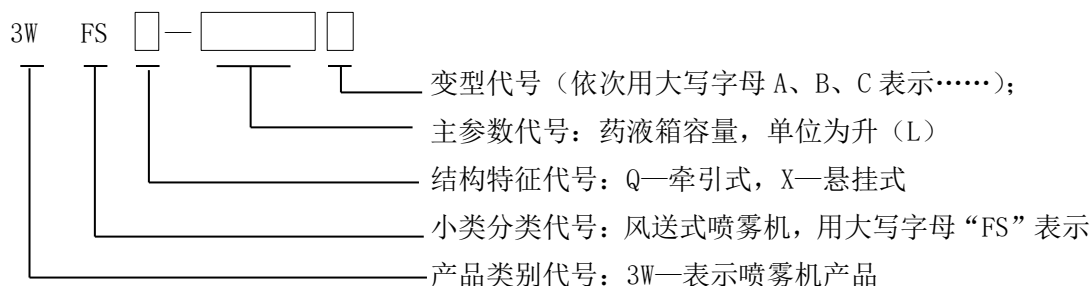 3W FS □—□ □
变型代号（依次用大写字母 A、B、C 表示……）；
主参数代号：药液箱容量，单位为升（L）
结构特征代号：Q—牵引式，X—悬挂式
小类分类代号：风送式喷雾机，用大写字母“FS”表示
产品类别代号：3W—表示喷雾机产品